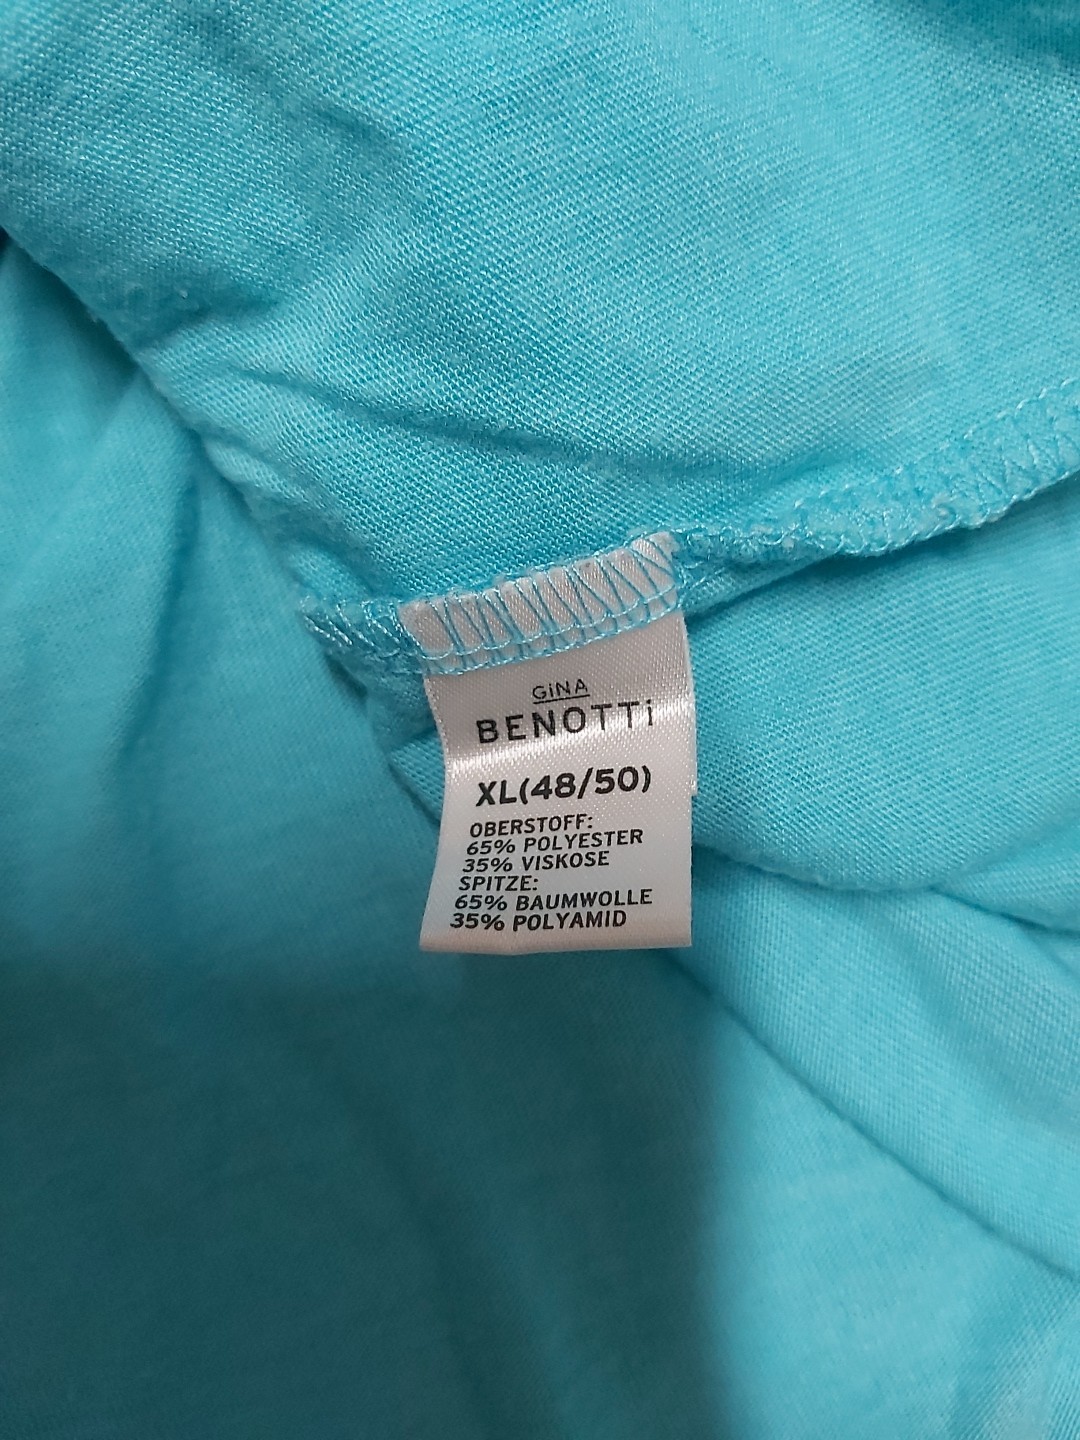 GiNA
BENOTTi
XL(48/50)
OBERSTOFF:
65% POLYESTER
35% VISKOSE
SPITZE:
65% BAUMWOLLE
35% POLYAMID